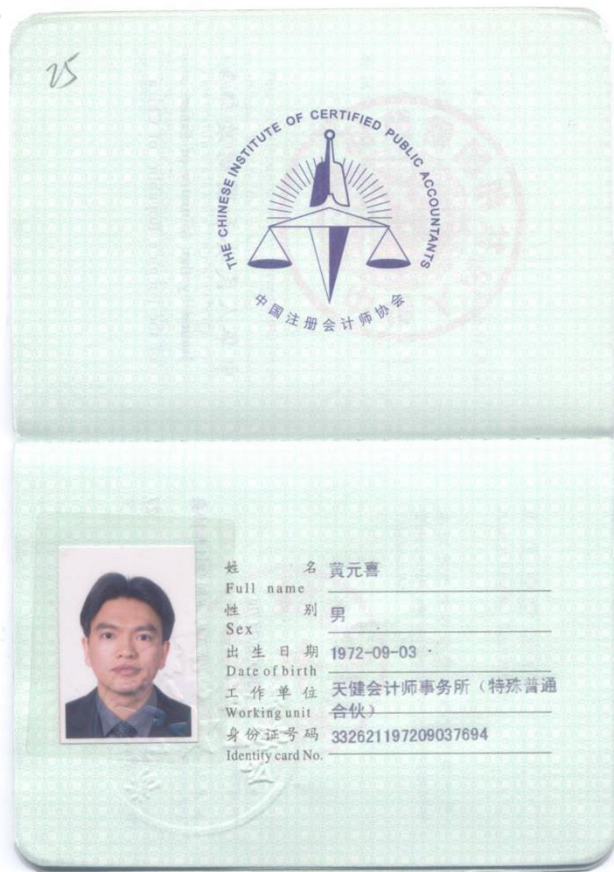 25
THE CHINESE INSTITUTE OF CERTIFIED PUBLIC ACCOUNTANTS
中国注册会计师协会
姓 名 黄元喜
Full name
性 别 男
Sex
出生日期 1972-09-03
Date of birth
工作单位 天健会计师事务所（特殊普通
Working unit 合伙）
身份证号码 332621197209037694
Identify card No.